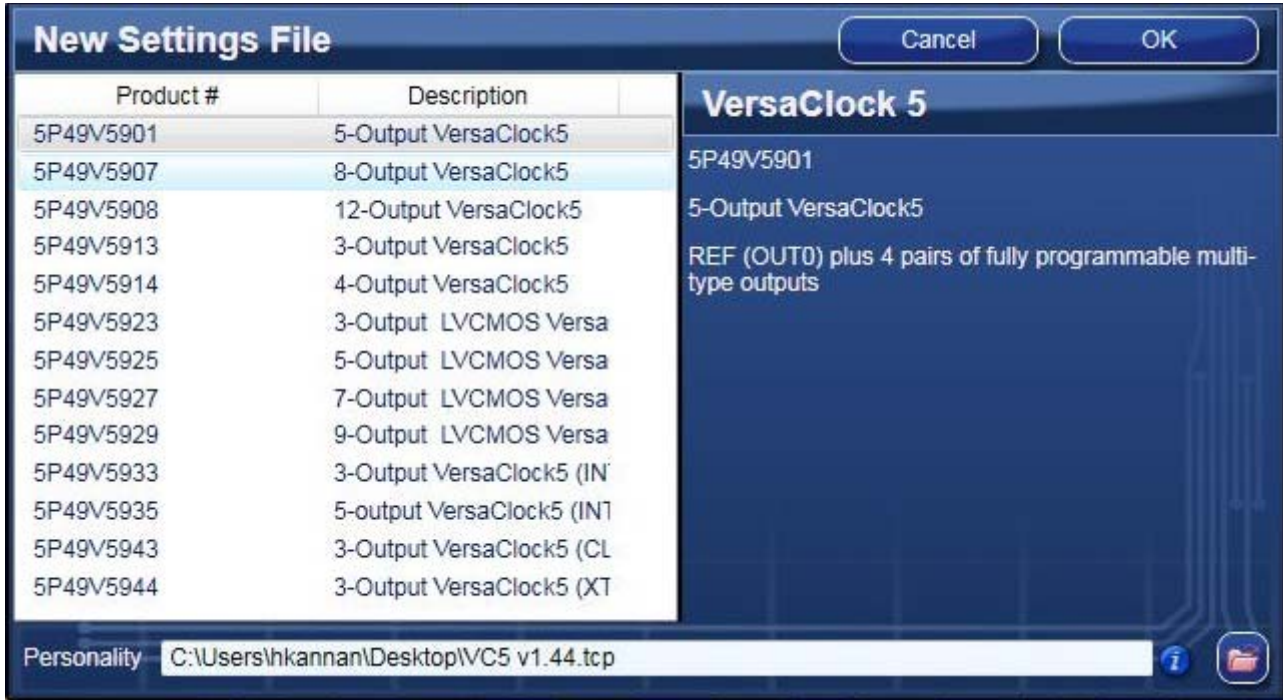 New Settings File
Cancel
OK
Product #
Description
5P49V5901 5-Output VersaClock5
5P49V5907 8-Output VersaClock5
5P49V5908 12-Output VersaClock5
5P49V5913 3-Output VersaClock5
5P49V5914 4-Output VersaClock5
5P49V5923 3-Output LVCMOS Versa
5P49V5925 5-Output LVCMOS Versa
5P49V5927 7-Output LVCMOS Versa
5P49V5929 9-Output LVCMOS Versa
5P49V5933 3-Output VersaClock5 (IN
5P49V5935 5-output VersaClock5 (INT
5P49V5943 3-Output VersaClock5 (CL
5P49V5944 3-Output VersaClock5 (XT
VersaClock 5
5P49V5901
5-Output VersaClock5
REF (OUT0) plus 4 pairs of fully programmable multi-
type outputs
Personality C:\Users\hkannan\Desktop\VC5 v1.44.tcp